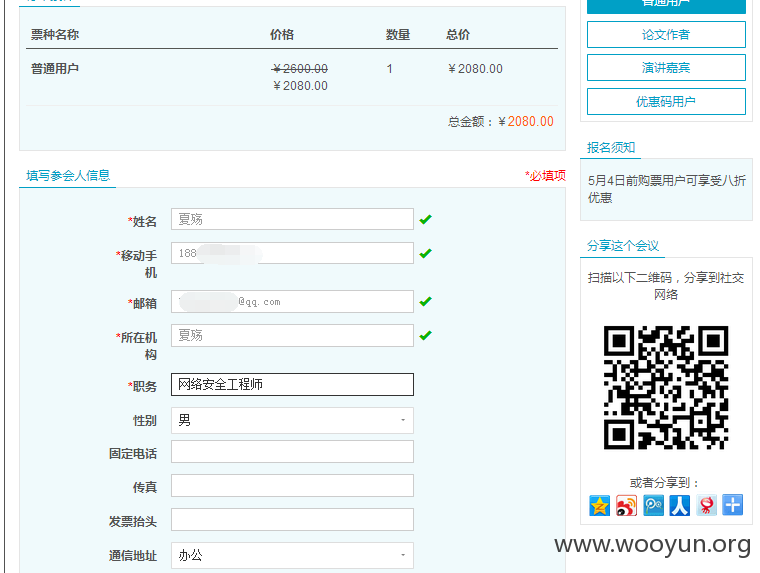 普通用户
票种名称 价格 数量 总价
普通用户 ￥2600.00 1 ￥2080.00
￥2080.00
总金额：￥2080.00
填写参会人信息 *必填项
*姓名 夏殇
*移动手机 188
*邮箱 @qq.com
*所在机构 夏殇
*职务 网络安全工程师
性别 男
固定电话
传真
发票抬头
通信地址 办公
论文作者
演讲嘉宾
优惠码用户
报名须知
5月4日前购票用户可享受八折
优惠
分享这个会议
扫描以下二维码，分享到社交
网络
或者分享到：
www.wooyun.org